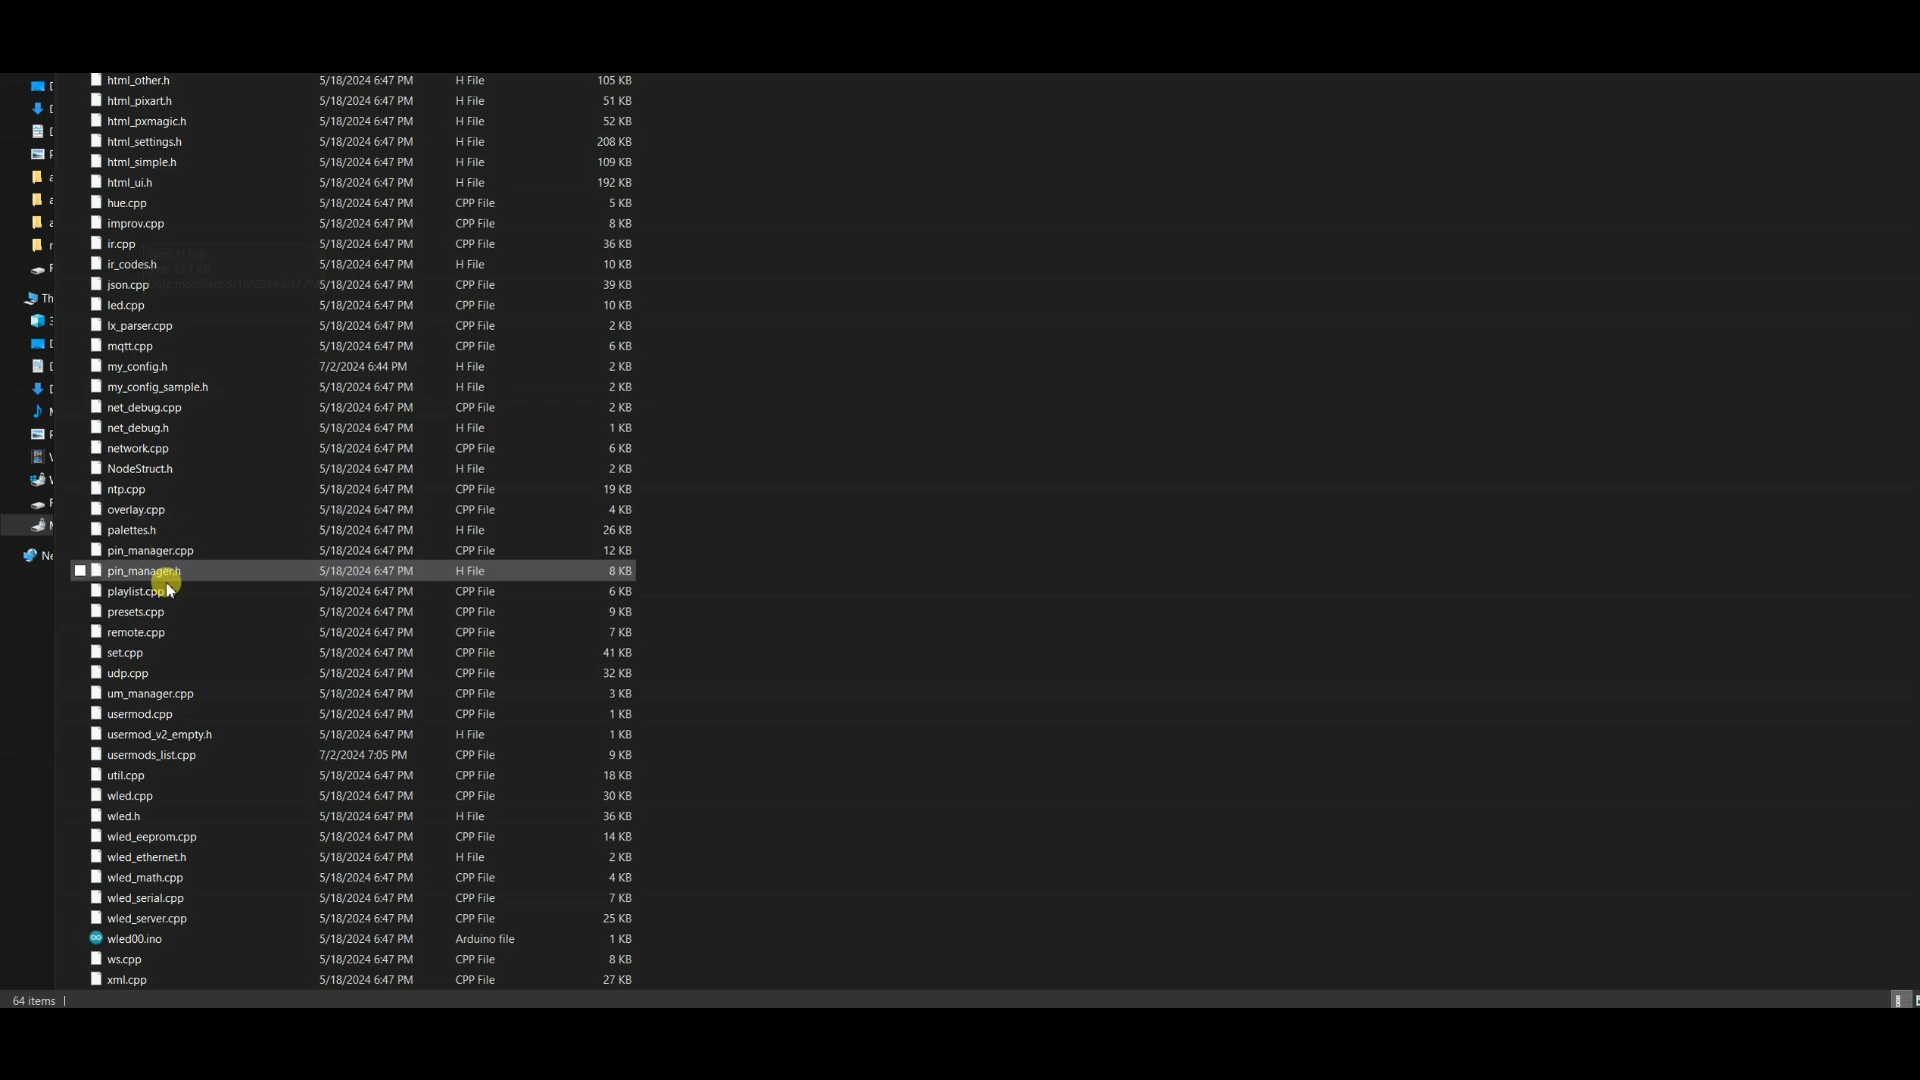 html_other.h 5/18/2024 6:47 PM H File 105 KB
html_pixart.h 5/18/2024 6:47 PM H File 51 KB
html_pxmagic.h 5/18/2024 6:47 PM H File 52 KB
html_settings.h 5/18/2024 6:47 PM H File 208 KB
html_simple.h 5/18/2024 6:47 PM H File 109 KB
html_ui.h 5/18/2024 6:47 PM H File 192 KB
hue.cpp 5/18/2024 6:47 PM CPP File 5 KB
improv.cpp 5/18/2024 6:47 PM CPP File 8 KB
ir.cpp 5/18/2024 6:47 PM CPP File 36 KB
ir_codes.h 5/18/2024 6:47 PM H File 10 KB
json.cpp 5/18/2024 6:47 PM CPP File 39 KB
led.cpp 5/18/2024 6:47 PM CPP File 10 KB
lx_parser.cpp 5/18/2024 6:47 PM CPP File 2 KB
mqtt.cpp 5/18/2024 6:47 PM CPP File 6 KB
my_config.h 7/2/2024 6:44 PM H File 2 KB
my_config_sample.h 5/18/2024 6:47 PM H File 2 KB
net_debug.cpp 5/18/2024 6:47 PM CPP File 2 KB
net_debug.h 5/18/2024 6:47 PM H File 1 KB
network.cpp 5/18/2024 6:47 PM CPP File 6 KB
NodeStruct.h 5/18/2024 6:47 PM H File 2 KB
ntp.cpp 5/18/2024 6:47 PM CPP File 19 KB
overlay.cpp 5/18/2024 6:47 PM CPP File 4 KB
palettes.h 5/18/2024 6:47 PM H File 26 KB
pin_manager.cpp 5/18/2024 6:47 PM CPP File 12 KB
pin_manager.h 5/18/2024 6:47 PM H File 8 KB
playlist.cpp 5/18/2024 6:47 PM CPP File 6 KB
presets.cpp 5/18/2024 6:47 PM CPP File 9 KB
remote.cpp 5/18/2024 6:47 PM CPP File 7 KB
set.cpp 5/18/2024 6:47 PM CPP File 41 KB
udp.cpp 5/18/2024 6:47 PM CPP File 32 KB
um_manager.cpp 5/18/2024 6:47 PM CPP File 3 KB
usermod.cpp 5/18/2024 6:47 PM CPP File 1 KB
usermod_v2_empty.h 5/18/2024 6:47 PM H File 1 KB
usermods_list.cpp 7/2/2024 7:05 PM CPP File 9 KB
util.cpp 5/18/2024 6:47 PM CPP File 18 KB
wled.cpp 5/18/2024 6:47 PM CPP File 30 KB
wled.h 5/18/2024 6:47 PM H File 36 KB
wled_eeprom.cpp 5/18/2024 6:47 PM CPP File 14 KB
wled_ethernet.h 5/18/2024 6:47 PM H File 2 KB
wled_math.cpp 5/18/2024 6:47 PM CPP File 4 KB
wled_serial.cpp 5/18/2024 6:47 PM CPP File 7 KB
wled_server.cpp 5/18/2024 6:47 PM CPP File 25 KB
wled00.ino 5/18/2024 6:47 PM Arduino file 1 KB
ws.cpp 5/18/2024 6:47 PM CPP File 8 KB
xml.cpp 5/18/2024 6:47 PM CPP File 27 KB
64 items